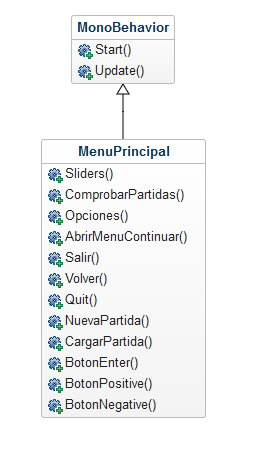 MonoBehavior
Start()
Update()
MenuPrincipal
Sliders()
ComprobarPartidas()
Opciones()
AbrirMenuContinuar()
Salir()
Volver()
Quit()
NuevaPartida()
CargarPartida()
BotonEnter()
BotonPositive()
BotonNegative()